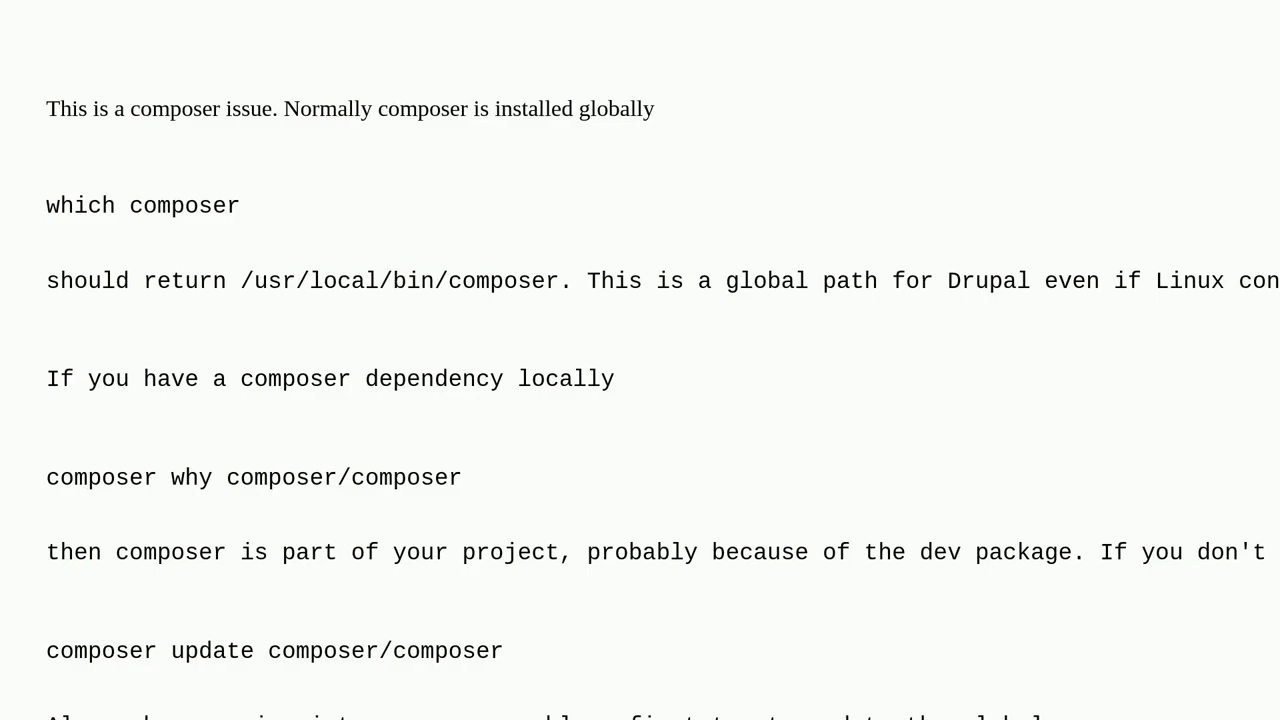 This is a composer issue. Normally composer is installed globally
which composer
should return /usr/local/bin/composer. This is a global path for Drupal even if Linux con
If you have a composer dependency locally
composer why composer/composer
then composer is part of your project, probably because of the dev package. If you don't
composer update composer/composer